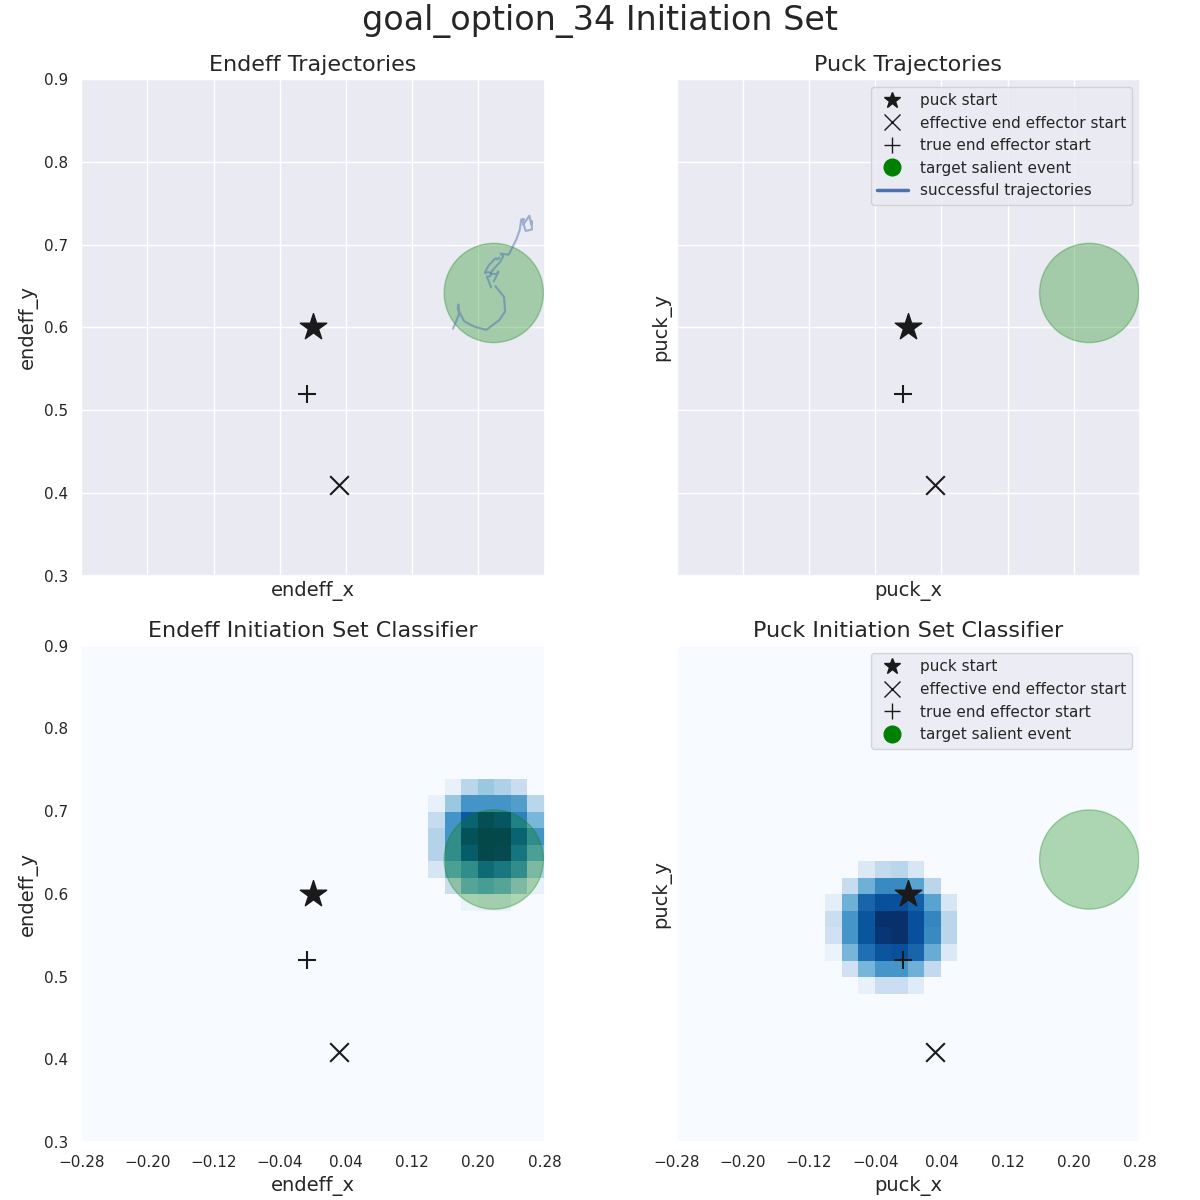 goal_option_34 Initiation Set
Endeff Trajectories
0.9
0.8
0.7
0.6
0.5
0.4
0.3
endeff_y
endeff_x
Puck Trajectories
puck start
effective end effector start
true end effector start
target salient event
successful trajectories
puck_y
puck_x
Endeff Initiation Set Classifier
0.9
0.8
0.7
0.6
0.5
0.4
0.3
endeff_y
−0.28 −0.20 −0.12 −0.04 0.04 0.12 0.20 0.28
endeff_x
Puck Initiation Set Classifier
puck start
effective end effector start
true end effector start
target salient event
puck_y
−0.28 −0.20 −0.12 −0.04 0.04 0.12 0.20 0.28
puck_x